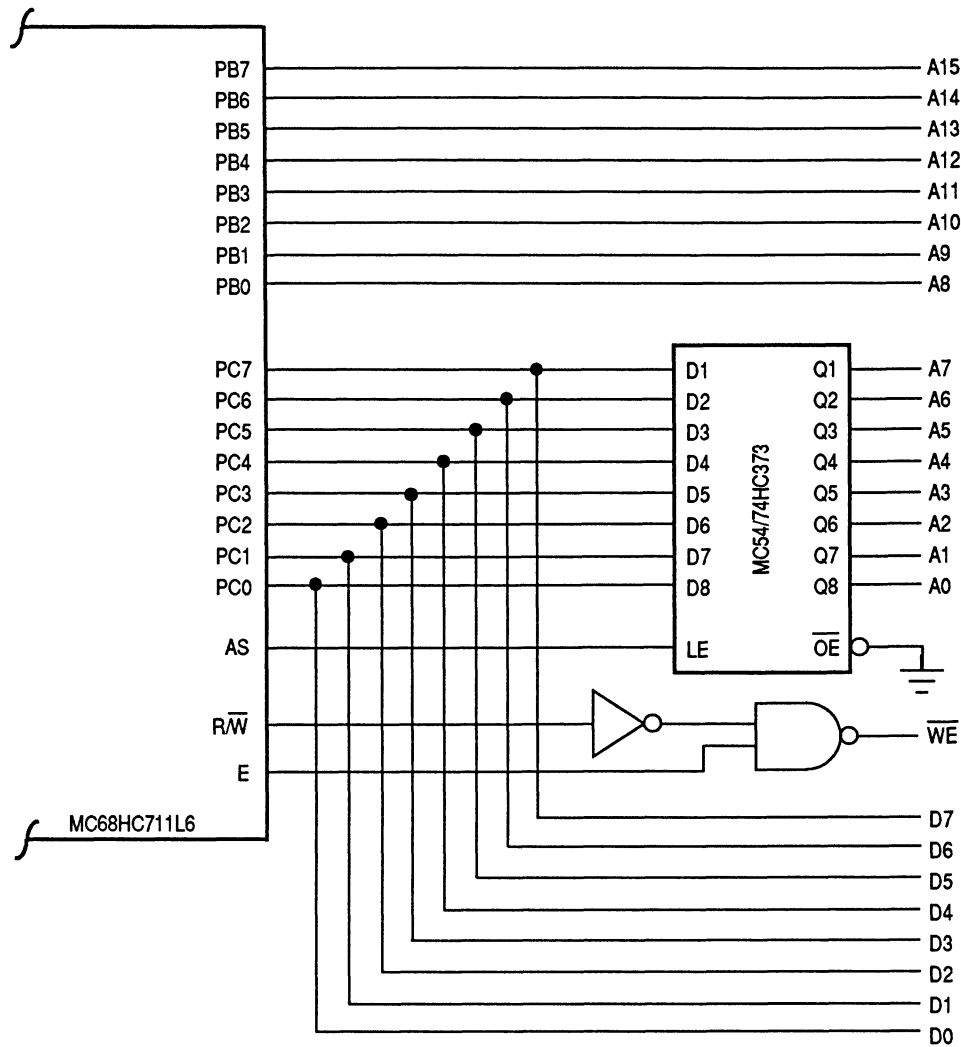 PB7 A15
PB6 A14
PB5 A13
PB4 A12
PB3 A11
PB2 A10
PB1 A9
PB0 A8
PC7 D1 Q1 A7
PC6 D2 Q2 A6
PC5 D3 Q3 A5
PC4 D4 Q4 A4
PC3 D5 Q5 A3
PC2 D6 Q6 A2
PC1 D7 Q7 A1
PC0 D8 Q8 A0
MC54/74HC373
AS LE O̅E̅
R/W̅ W̅E̅
E
MC68HC711L6
D7
D6
D5
D4
D3
D2
D1
D0